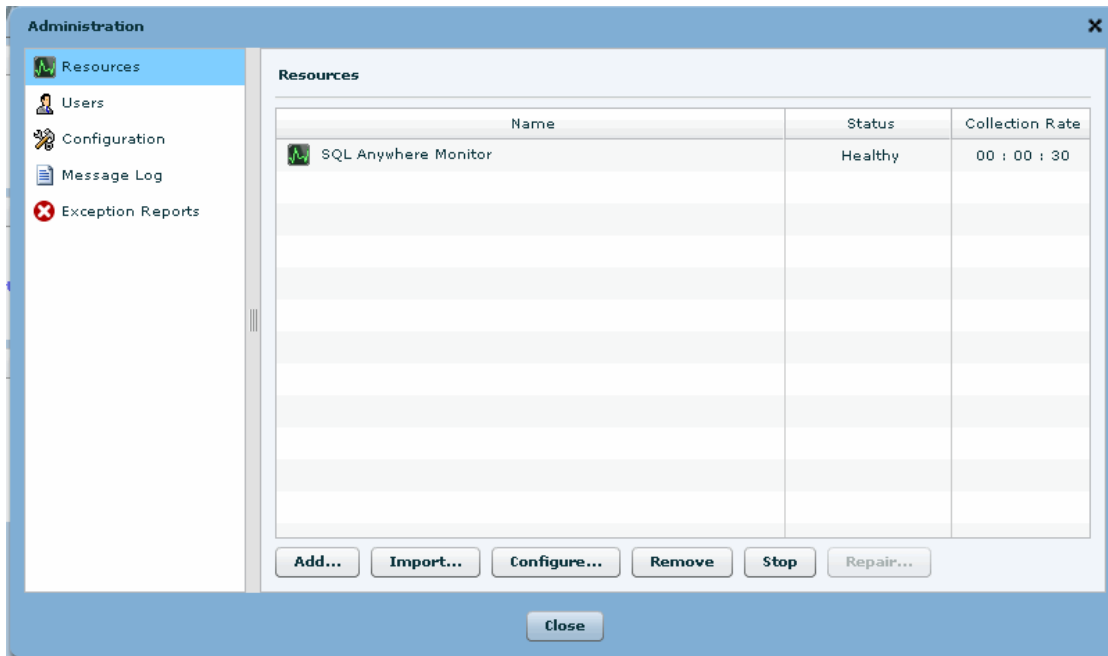 Administration
Resources
Users
Configuration
Message Log
Exception Reports
Resources
Name Status Collection Rate
SQL Anywhere Monitor Healthy 00 : 00 : 30
Add... Import... Configure... Remove Stop Repair...
Close